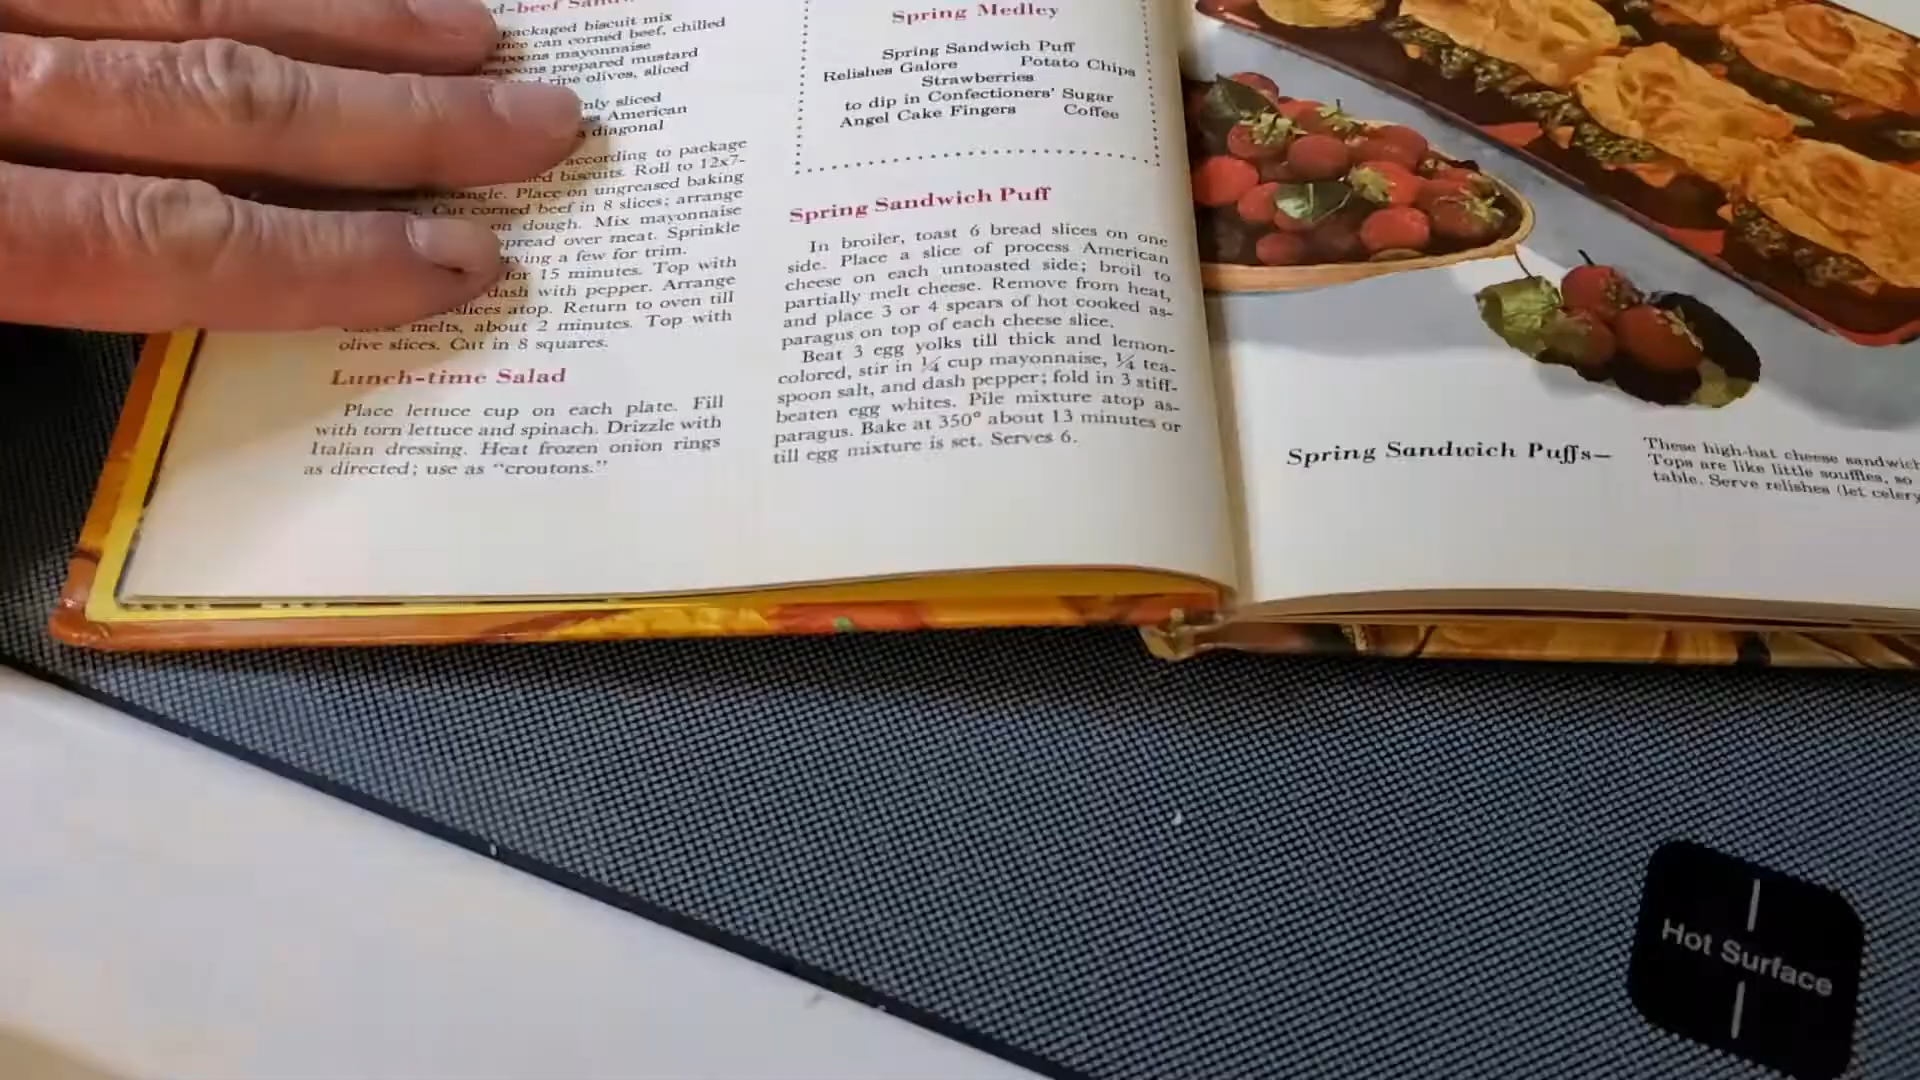 packaged biscuit mix
can corned beef, chilled
mayonnaise
prepared mustard
ripe olives, sliced
sliced
American
diagonal
according to package
biscuits. Roll to 12x7-
Place on ungreased baking
Cut corned beef in 8 slices; arrange
on dough. Mix mayonnaise
spread over meat. Sprinkle
a few for trim.
for 15 minutes. Top with
dash with pepper. Arrange
slices atop. Return to oven till
melts, about 2 minutes. Top with
olive slices. Cut in 8 squares.
Lunch-time Salad
Place lettuce cup on each plate. Fill
with torn lettuce and spinach. Drizzle with
Italian dressing. Heat frozen onion rings
as directed; use as “croutons.”
Spring Medley
Spring Sandwich Puff
Relishes Galore Potato Chips
Strawberries
to dip in Confectioners' Sugar
Angel Cake Fingers Coffee
Spring Sandwich Puff
In broiler, toast 6 bread slices on one
side. Place a slice of process American
cheese on each untoasted side; broil to
partially melt cheese. Remove from heat,
and place 3 or 4 spears of hot cooked as-
paragus on top of each cheese slice.
Beat 3 egg yolks till thick and lemon-
colored, stir in ¼ cup mayonnaise, ¼ tea-
spoon salt, and dash pepper; fold in 3 stiff-
beaten egg whites. Pile mixture atop as-
paragus. Bake at 350° about 13 minutes or
till egg mixture is set. Serves 6.
Spring Sandwich Puffs—
These high-hat cheese sandwich
Tops are like little souffles, so
table. Serve relishes (let celery
Hot Surface